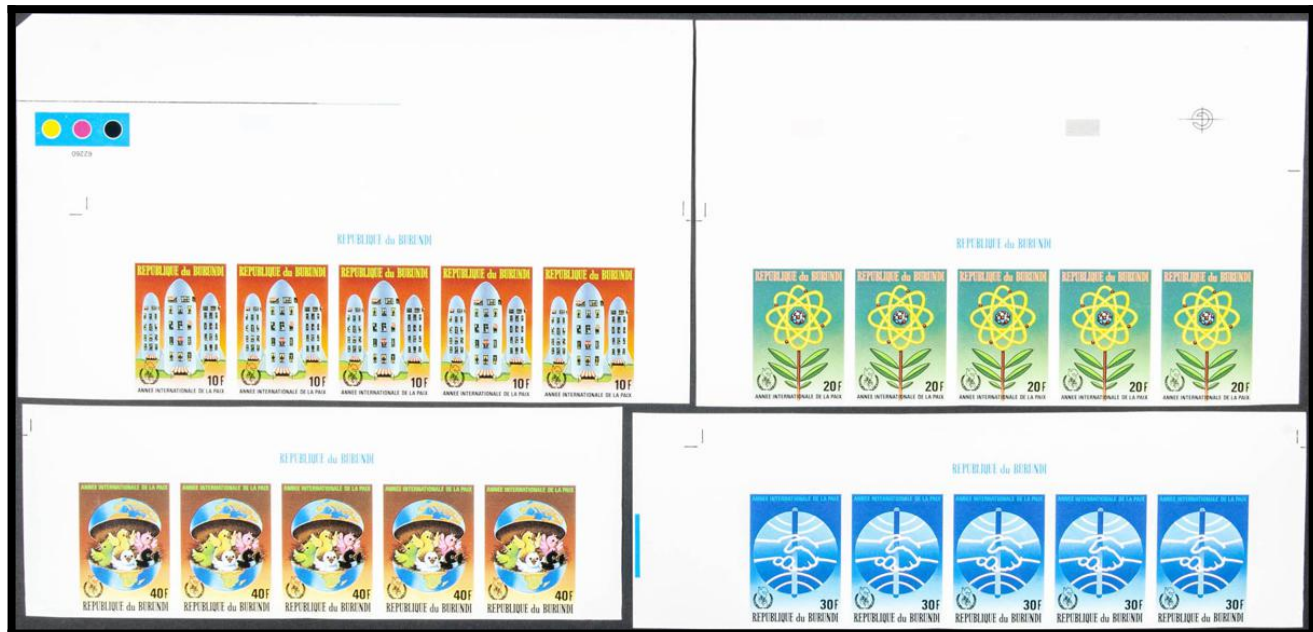 62260
REPUBLIQUE du BURUNDI
REPUBLIQUE du BURUNDI REPUBLIQUE du BURUNDI REPUBLIQUE du BURUNDI REPUBLIQUE du BURUNDI REPUBLIQUE du BURUNDI
10F 10F 10F 10F 10F
ANNEE INTERNATIONALE DE LA PAIX ANNEE INTERNATIONALE DE LA PAIX ANNEE INTERNATIONALE DE LA PAIX ANNEE INTERNATIONALE DE LA PAIX ANNEE INTERNATIONALE DE LA PAIX
REPUBLIQUE du BURUNDI
REPUBLIQUE du BURUNDI REPUBLIQUE du BURUNDI REPUBLIQUE du BURUNDI REPUBLIQUE du BURUNDI REPUBLIQUE du BURUNDI
20F 20F 20F 20F 20F
ANNEE INTERNATIONALE DE LA PAIX ANNEE INTERNATIONALE DE LA PAIX ANNEE INTERNATIONALE DE LA PAIX ANNEE INTERNATIONALE DE LA PAIX ANNEE INTERNATIONALE DE LA PAIX
REPUBLIQUE du BURUNDI
ANNEE INTERNATIONALE DE LA PAIX ANNEE INTERNATIONALE DE LA PAIX ANNEE INTERNATIONALE DE LA PAIX ANNEE INTERNATIONALE DE LA PAIX ANNEE INTERNATIONALE DE LA PAIX
40F 40F 40F 40F 40F
REPUBLIQUE du BURUNDI REPUBLIQUE du BURUNDI REPUBLIQUE du BURUNDI REPUBLIQUE du BURUNDI REPUBLIQUE du BURUNDI
REPUBLIQUE du BURUNDI
ANNEE INTERNATIONALE DE LA PAIX ANNEE INTERNATIONALE DE LA PAIX ANNEE INTERNATIONALE DE LA PAIX ANNEE INTERNATIONALE DE LA PAIX ANNEE INTERNATIONALE DE LA PAIX
30F 30F 30F 30F 30F
REPUBLIQUE du BURUNDI REPUBLIQUE du BURUNDI REPUBLIQUE du BURUNDI REPUBLIQUE du BURUNDI REPUBLIQUE du BURUNDI